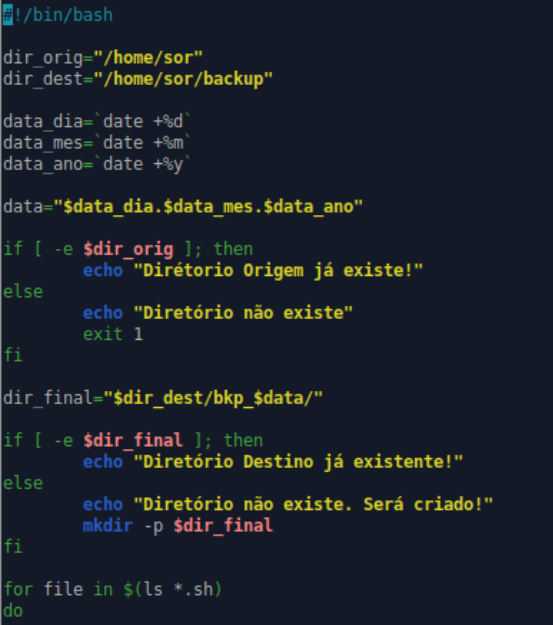 #!/bin/bash
dir_orig="/home/sor"
dir_dest="/home/sor/backup"
data_dia=`date +%d`
data_mes=`date +%m`
data_ano=`date +%y`
data="$data_dia.$data_mes.$data_ano"
if [ -e $dir_orig ]; then
echo "Dirétorio Origem já existe!"
else
echo "Diretório não existe"
exit 1
fi
dir_final="$dir_dest/bkp_$data/"
if [ -e $dir_final ]; then
echo "Diretório Destino já existente!"
else
echo "Diretório não existe. Será criado!"
mkdir -p $dir_final
fi
for file in $(ls *.sh)
do